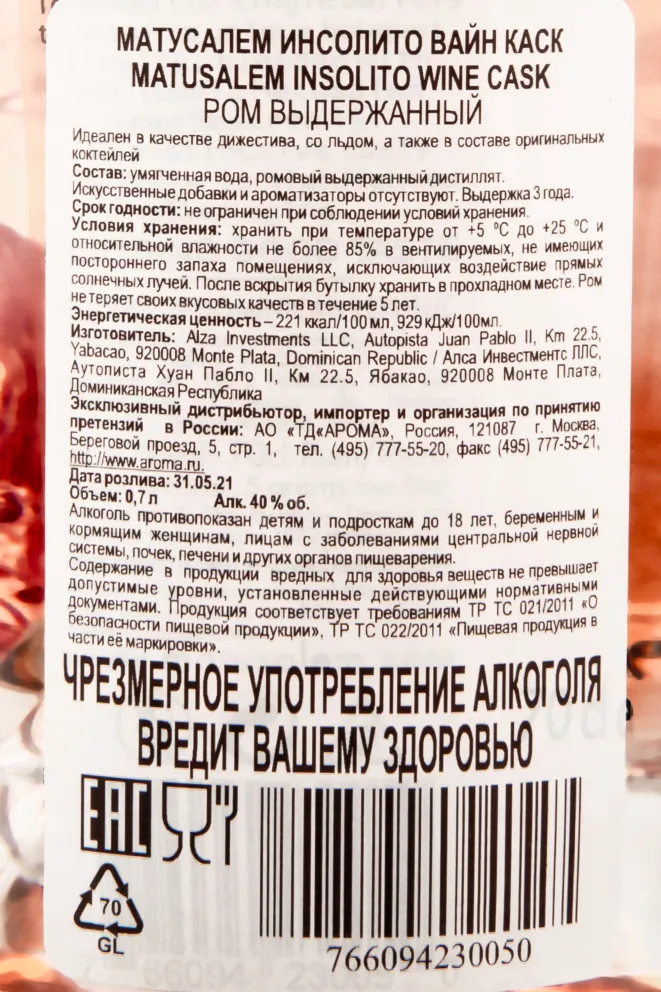 МАТУСАЛЕМ ИНСОЛИТО ВАЙН КАСК
MATUSALEM INSOLITO WINE CASK
РОМ ВЫДЕРЖАННЫЙ
Идеален в качестве дижестива, со льдом, а также в составе оригинальных
коктейлей
Состав: умягченная вода, ромовый выдержанный дистиллят.
Искусственные добавки и ароматизаторы отсутствуют. Выдержка 3 года.
Срок годности: не ограничен при соблюдении условий хранения.
Условия хранения: хранить при температуре от +5 °C до +25 °C и
относительной влажности не более 85% в вентилируемых, не имеющих
постороннего запаха помещениях, исключающих воздействие прямых
солнечных лучей. После вскрытия бутылку хранить в прохладном месте. Ром
не теряет своих вкусовых качеств в течение 5 лет.
Энергетическая ценность – 221 ккал/100 мл, 929 кДж/100мл.
Изготовитель: Alza Investments LLC, Autopista Juan Pablo II, Km 22.5,
Yabacao, 920008 Monte Plata, Dominican Republic / Алса Инвестментс ЛЛС,
Аутописта Хуан Пабло II, Км 22.5, Ябакао, 920008 Монте Плата,
Доминиканская Республика
Эксклюзивный дистрибьютор, импортер и организация по принятию
претензий в России: АО «ТД«АРОМА», Россия, 121087 г. Москва,
Береговой проезд, 5, стр. 1, тел. (495) 777-55-20, факс (495) 777-55-21,
http://www.aroma.ru.
Дата розлива: 31.05.21
Объем: 0,7 л Алк. 40 % об.
Алкоголь противопоказан детям и подросткам до 18 лет, беременным и
кормящим женщинам, лицам с заболеваниями центральной нервной
системы, почек, печени и других органов пищеварения.
Содержание в продукции вредных для здоровья веществ не превышает
допустимые уровни, установленные действующими нормативными
документами. Продукция соответствует требованиям ТР ТС 021/2011 «О
безопасности пищевой продукции», ТР ТС 022/2011 «Пищевая продукция в
части её маркировки».
ЧРЕЗМЕРНОЕ УПОТРЕБЛЕНИЕ АЛКОГОЛЯ
ВРЕДИТ ВАШЕМУ ЗДОРОВЬЮ
EAC
70
GL
766094230050